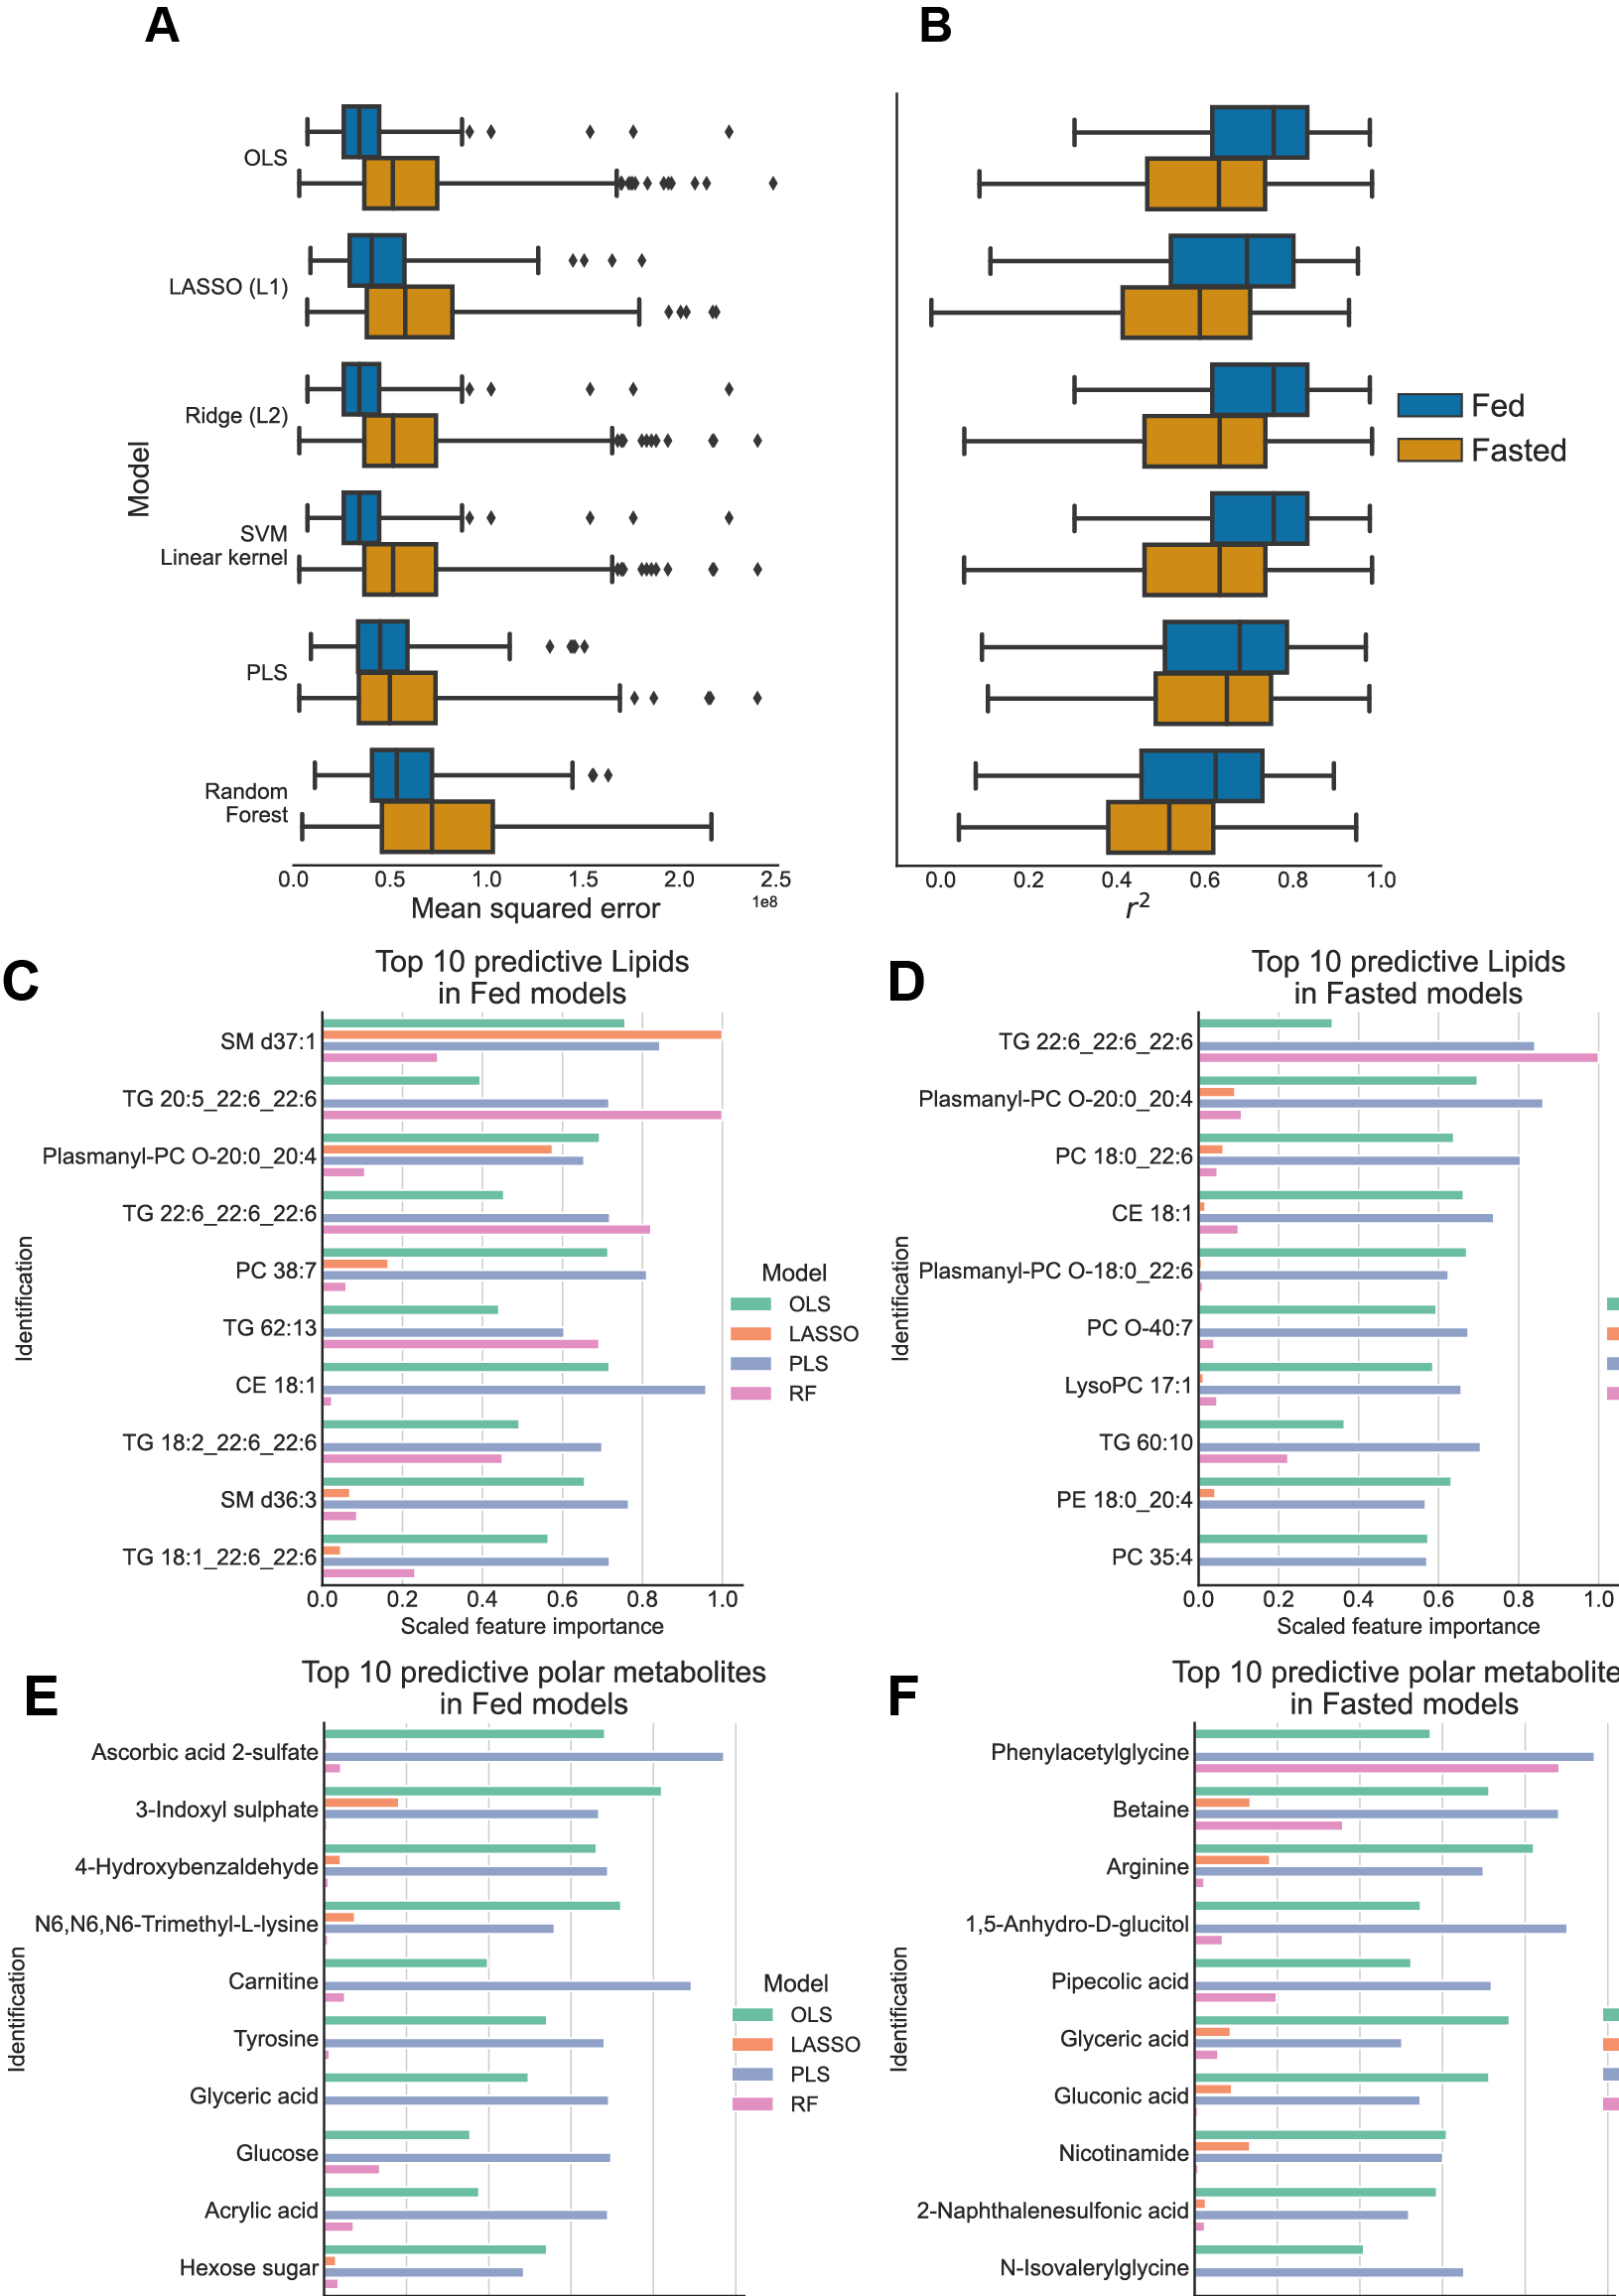 A
B
OLS
LASSO (L1)
Ridge (L2)
SVM
Linear kernel
PLS
Random
Forest
Model
0.0 0.5 1.0 1.5 2.0 2.5
1e8
Mean squared error
0.0 0.2 0.4 0.6 0.8 1.0
r²
Fed
Fasted
C
Top 10 predictive Lipids
in Fed models
SM d37:1
TG 20:5_22:6_22:6
Plasmanyl-PC O-20:0_20:4
TG 22:6_22:6_22:6
PC 38:7
TG 62:13
CE 18:1
TG 18:2_22:6_22:6
SM d36:3
TG 18:1_22:6_22:6
Identification
0.0 0.2 0.4 0.6 0.8 1.0
Scaled feature importance
Model
OLS
LASSO
PLS
RF
D
Top 10 predictive Lipids
in Fasted models
TG 22:6_22:6_22:6
Plasmanyl-PC O-20:0_20:4
PC 18:0_22:6
CE 18:1
Plasmanyl-PC O-18:0_22:6
PC O-40:7
LysoPC 17:1
TG 60:10
PE 18:0_20:4
PC 35:4
Identification
0.0 0.2 0.4 0.6 0.8 1.0
Scaled feature importance
E
Top 10 predictive polar metabolites
in Fed models
Ascorbic acid 2-sulfate
3-Indoxyl sulphate
4-Hydroxybenzaldehyde
N6,N6,N6-Trimethyl-L-lysine
Carnitine
Tyrosine
Glyceric acid
Glucose
Acrylic acid
Hexose sugar
Identification
Model
OLS
LASSO
PLS
RF
F
Top 10 predictive polar metabolite
in Fasted models
Phenylacetylglycine
Betaine
Arginine
1,5-Anhydro-D-glucitol
Pipecolic acid
Glyceric acid
Gluconic acid
Nicotinamide
2-Naphthalenesulfonic acid
N-Isovalerylglycine
Identification